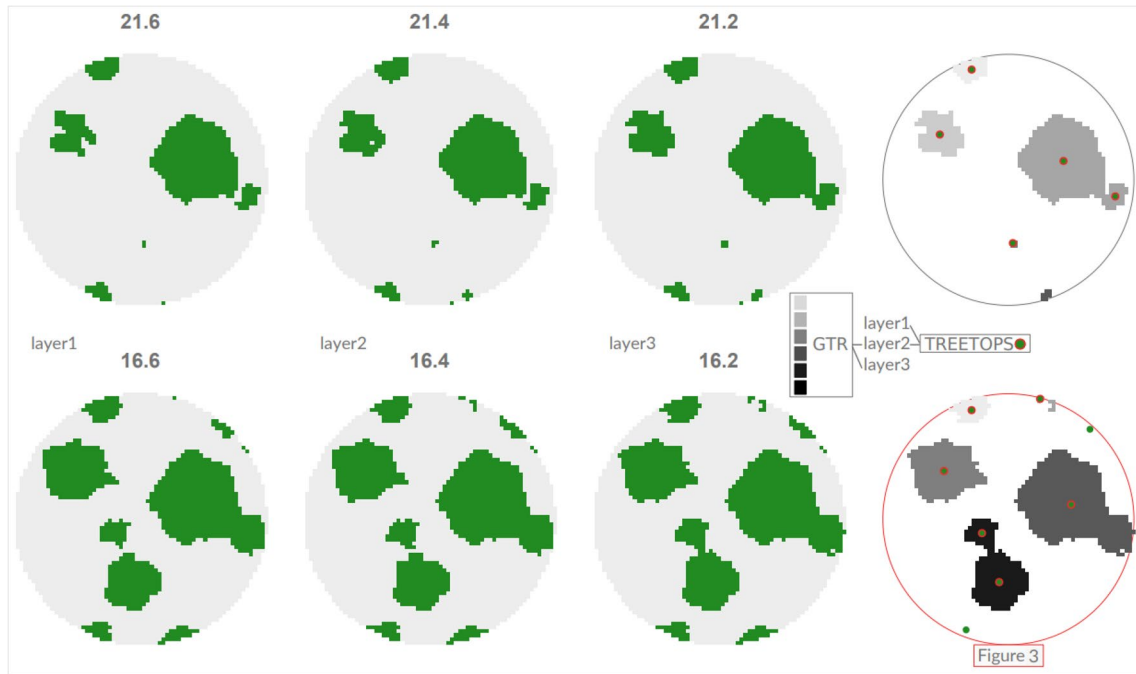 21.6
21.4
21.2
layer1
layer2
layer3
GTR
layer1
layer2
layer3
TREETOPS
16.6
16.4
16.2
Figure 3